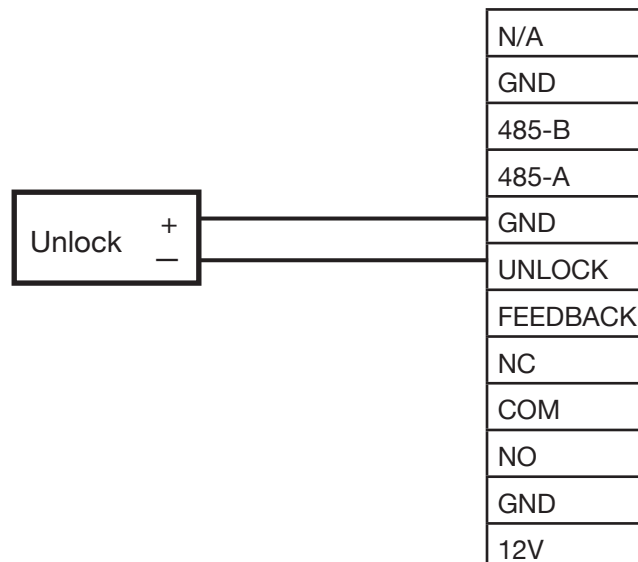 N/A
GND
485-B
485-A
GND
UNLOCK
FEEDBACK
NC
COM
NO
GND
12V
Unlock
+
—